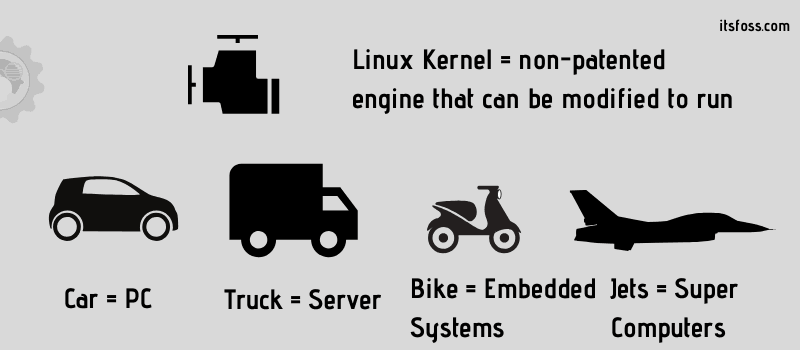 itsfoss.com
Linux Kernel = non-patented
engine that can be modified to run
Car = PC
Truck = Server
Bike = Embedded
Systems
Jets = Super
Computers